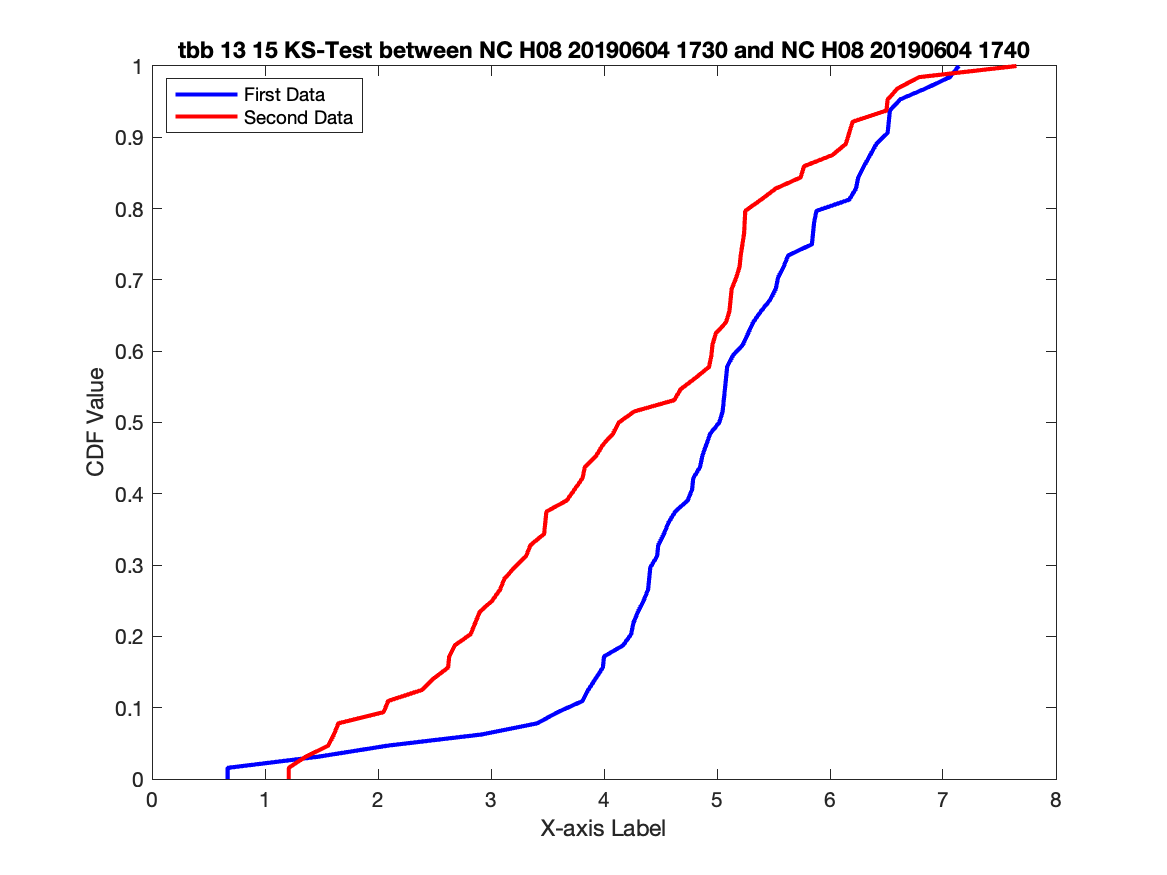 tbb 13 15 KS-Test between NC H08 20190604 1730 and NC H08 20190604 1740
First Data
Second Data
1
0.9
0.8
0.7
0.6
0.5
0.4
0.3
0.2
0.1
0
CDF Value
0 1 2 3 4 5 6 7 8
X-axis Label